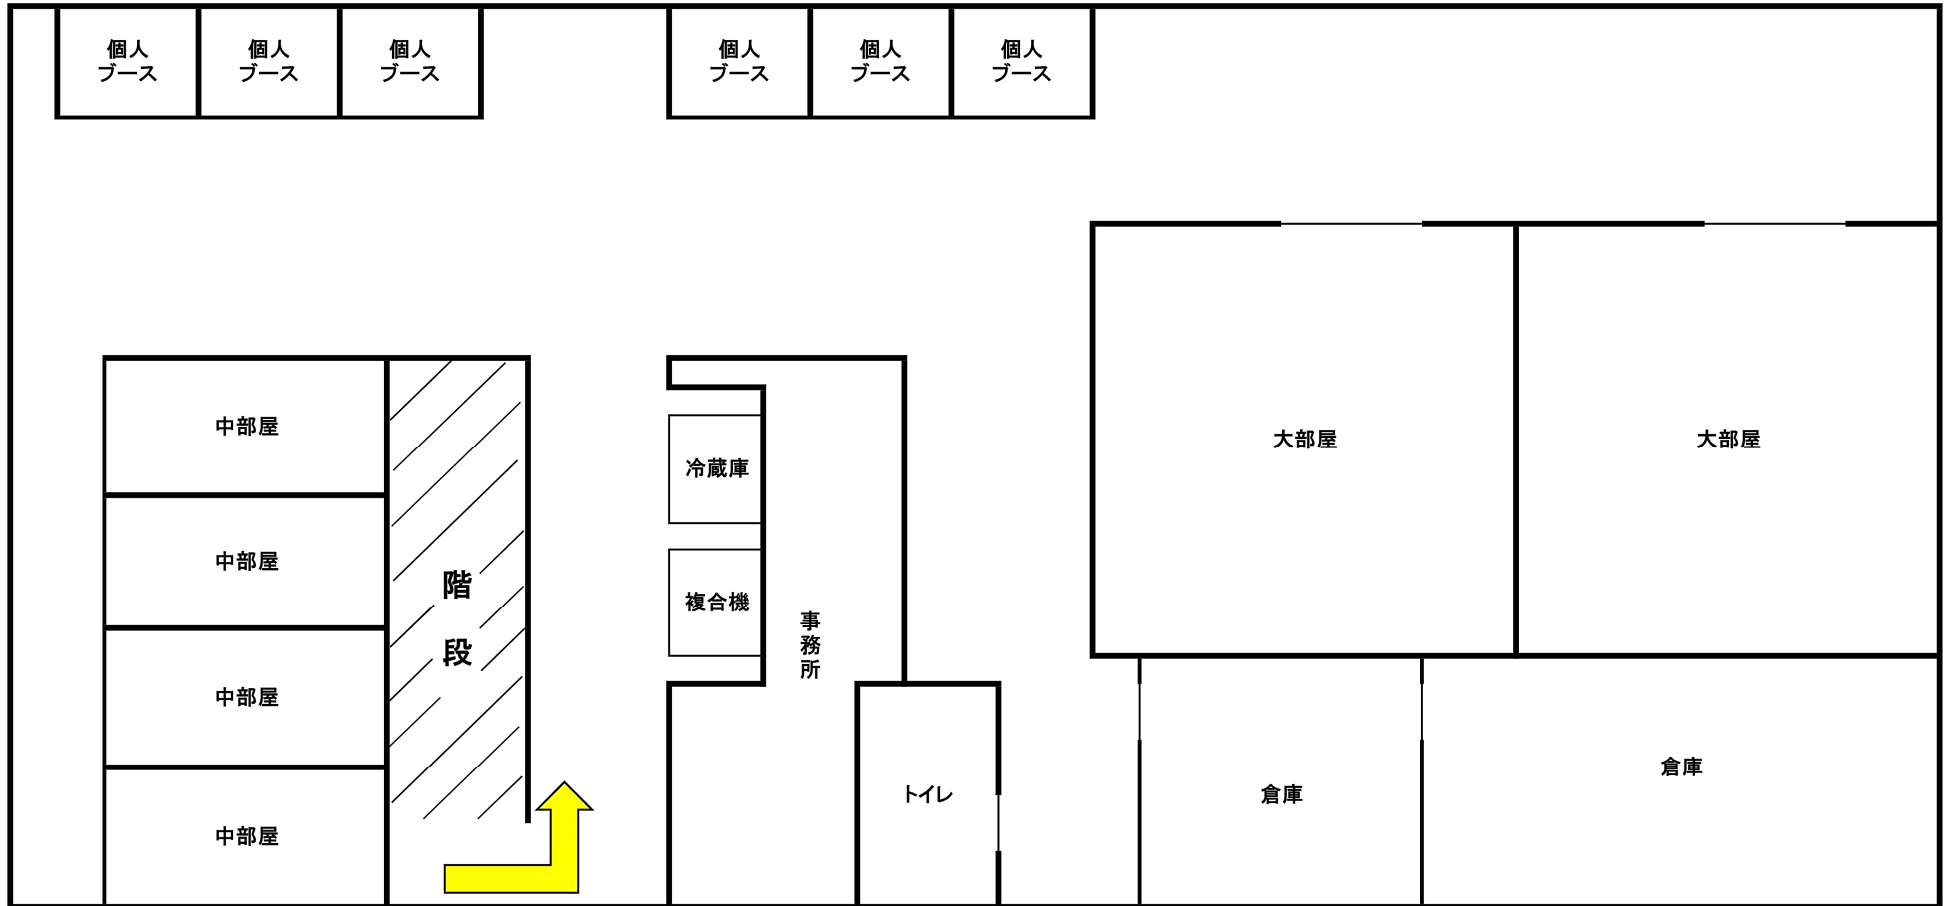 個人
ブース
個人
ブース
個人
ブース
個人
ブース
個人
ブース
個人
ブース
中部屋
中部屋
中部屋
中部屋
階
段
冷蔵庫
複合機
事
務
所
トイレ
大部屋
大部屋
倉庫
倉庫